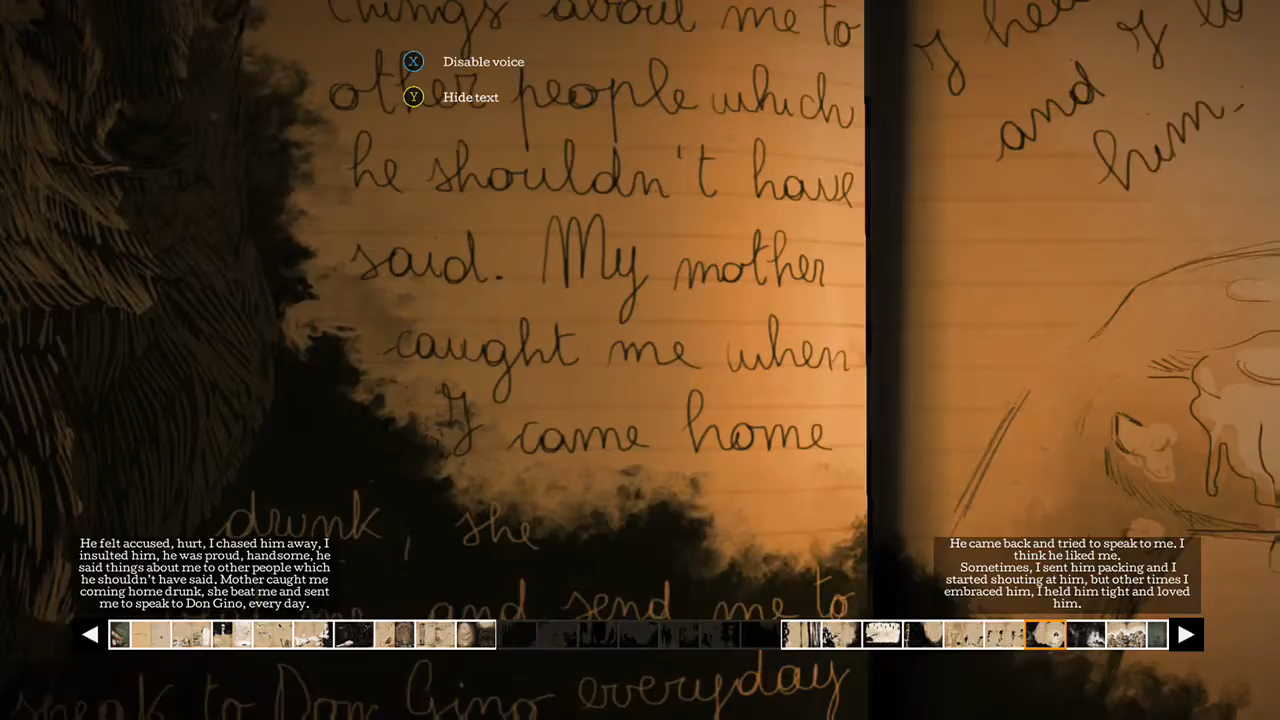 things about me to
other people which
he shouldn't have
said. My mother
caught me when
I came home
drunk, she
and send me to
speak to Don Gino everyday
and I
him.
X Disable voice
Y Hide text
He felt accused, hurt, I chased him away, I
insulted him, he was proud, handsome, he
said things about me to other people which
he shouldn't have said. Mother caught me
coming home drunk, she beat me and sent
me to speak to Don Gino, every day.
He came back and tried to speak to me. I
think he liked me.
Sometimes, I sent him packing and I
started shouting at him, but other times I
embraced him, I held him tight and loved
him.